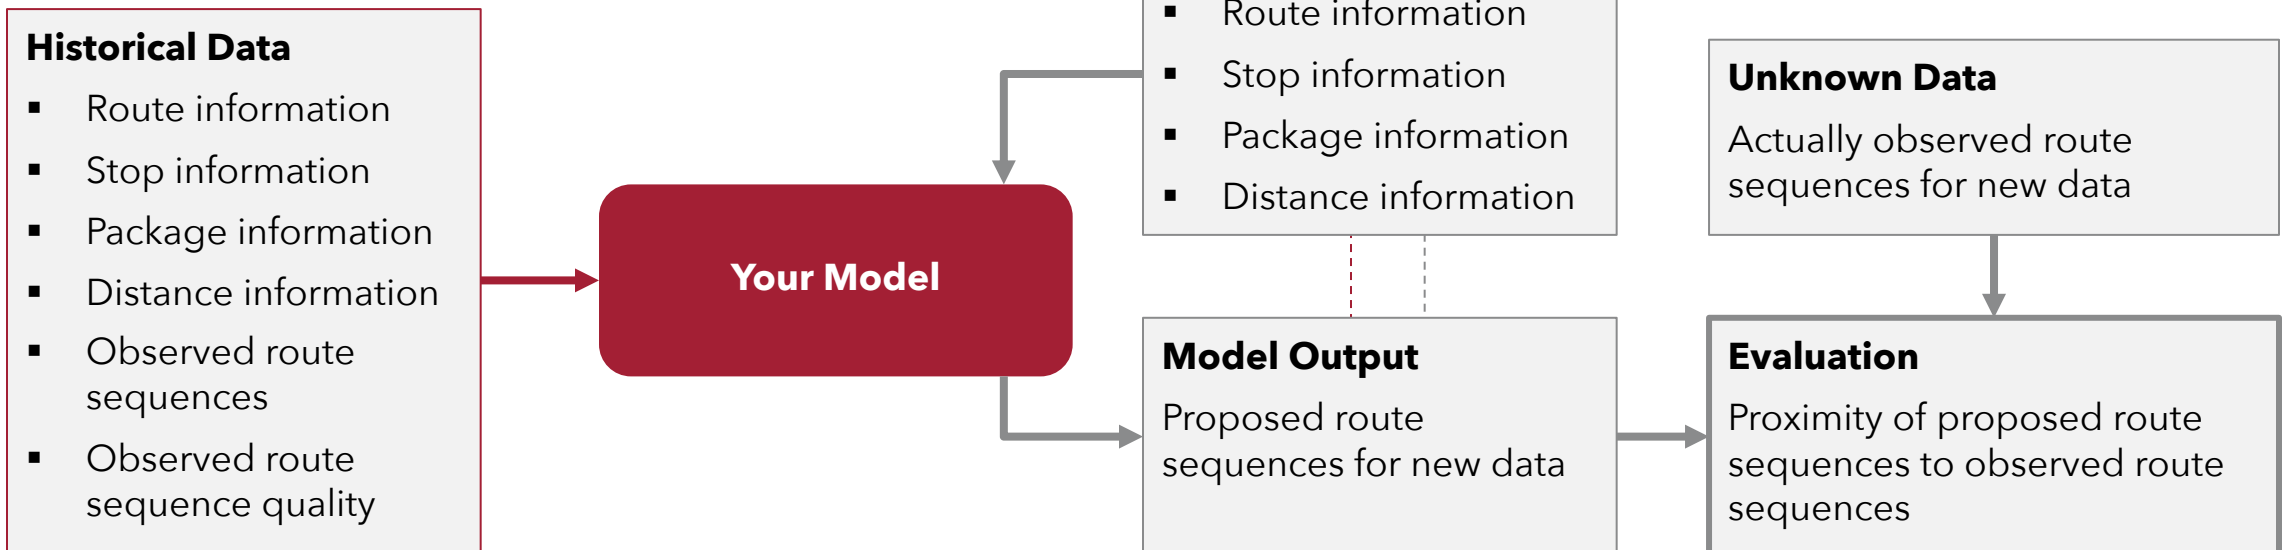 Historical Data
▪ Route information
▪ Stop information
▪ Package information
▪ Distance information
▪ Observed route
sequences
▪ Observed route
sequence quality
Your Model
▪ Route information
▪ Stop information
▪ Package information
▪ Distance information
Model Output
Proposed route
sequences for new data
Unknown Data
Actually observed route
sequences for new data
Evaluation
Proximity of proposed route
sequences to observed route
sequences